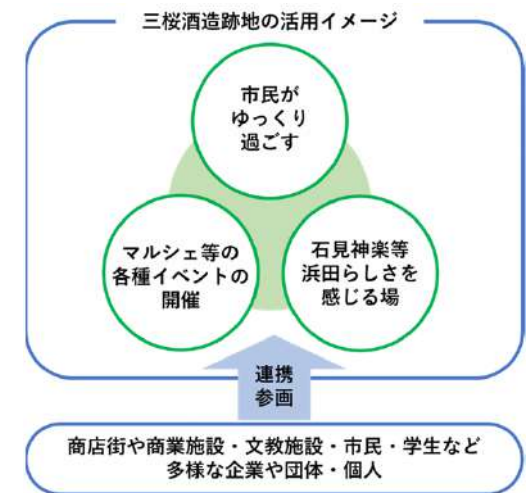 三桜酒造跡地の活用イメージ
市民が
ゆっくり
過ごす
マルシェ等の
各種イベントの
開催
石見神楽等
浜田らしさを
感じる場
連携
参画
商店街や商業施設・文教施設・市民・学生など
多様な企業や団体・個人